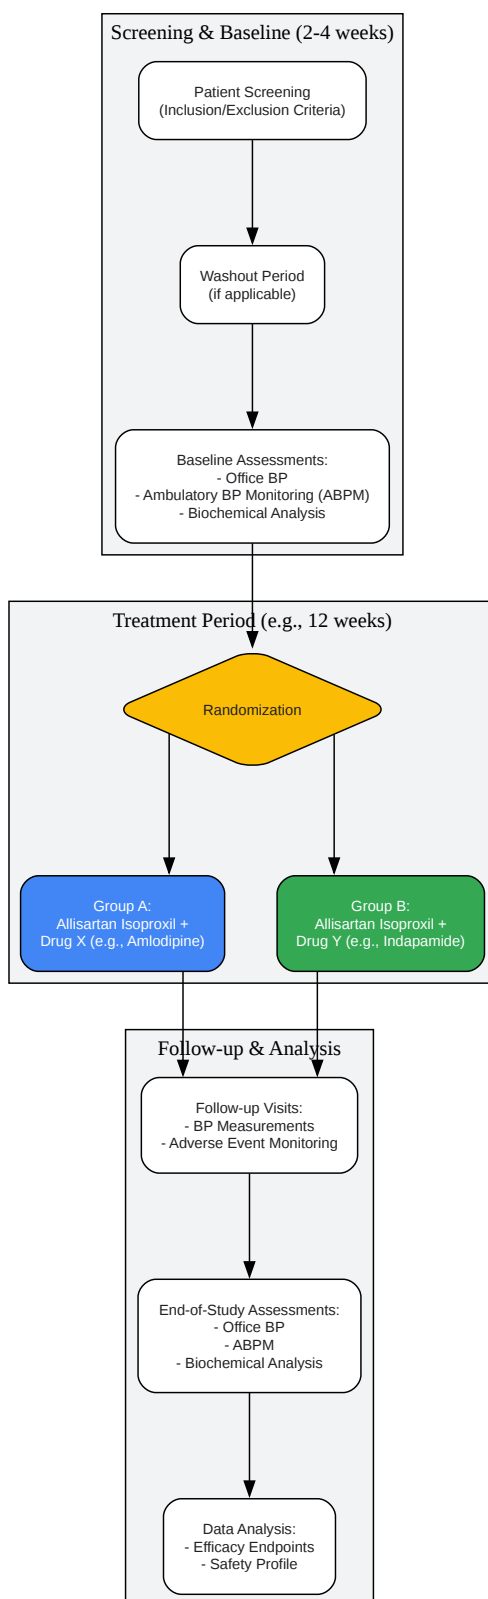 Screening & Baseline (2-4 weeks)
Patient Screening
(Inclusion/Exclusion Criteria)
Washout Period
(if applicable)
Baseline Assessments:
- Office BP
- Ambulatory BP Monitoring (ABPM)
- Biochemical Analysis
Treatment Period (e.g., 12 weeks)
Randomization
Group A:
Allisartan Isoproxil +
Drug X (e.g., Amlodipine)
Group B:
Allisartan Isoproxil +
Drug Y (e.g., Indapamide)
Follow-up & Analysis
Follow-up Visits:
- BP Measurements
- Adverse Event Monitoring
End-of-Study Assessments:
- Office BP
- ABPM
- Biochemical Analysis
Data Analysis:
- Efficacy Endpoints
- Safety Profile